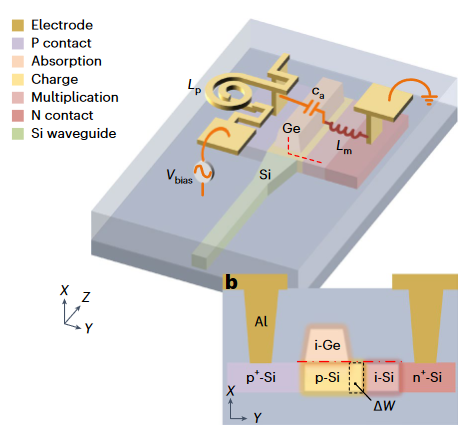 Electrode
P contact
Absorption
Charge
Multiplication
N contact
Si waveguide
Lp
ca
Ge
Lm
Si
Vbias
X
Z
Y
b
Al
i-Ge
p+-Si
p-Si
i-Si
n+-Si
X
Y
ΔW